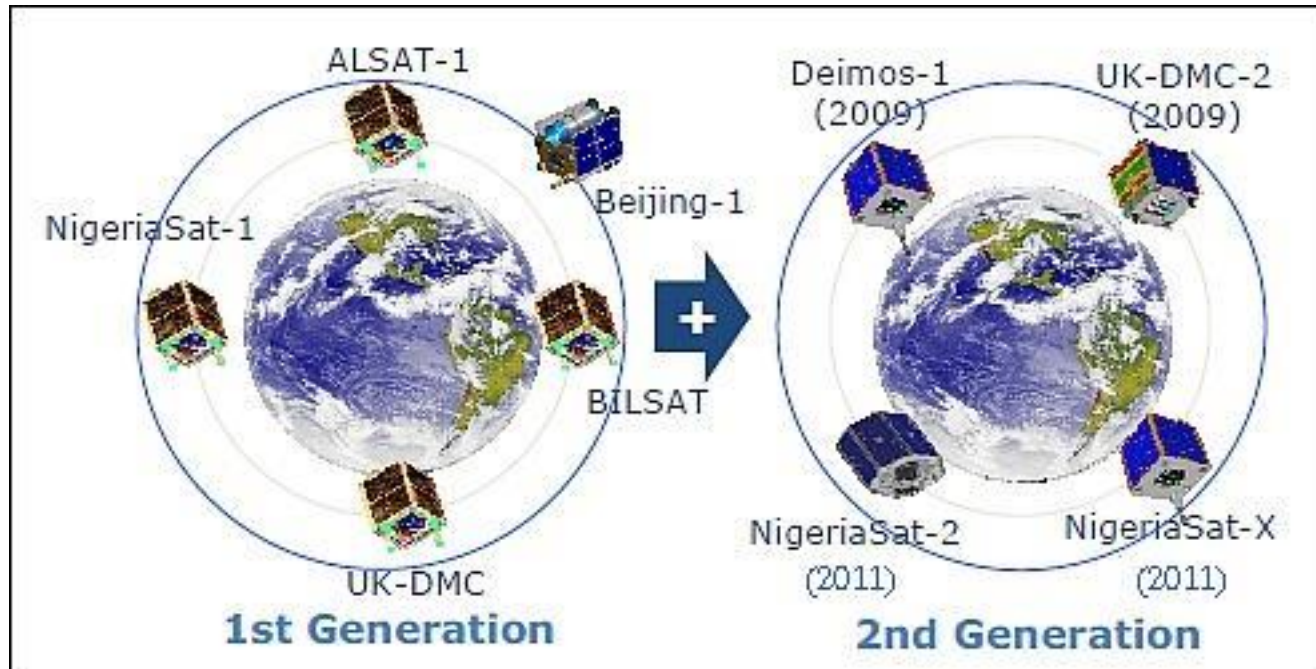 ALSAT-1
Beijing-1
NigeriaSat-1
BILSAT
UK-DMC
1st Generation
+
Deimos-1
(2009)
UK-DMC-2
(2009)
NigeriaSat-2
(2011)
NigeriaSat-X
(2011)
2nd Generation